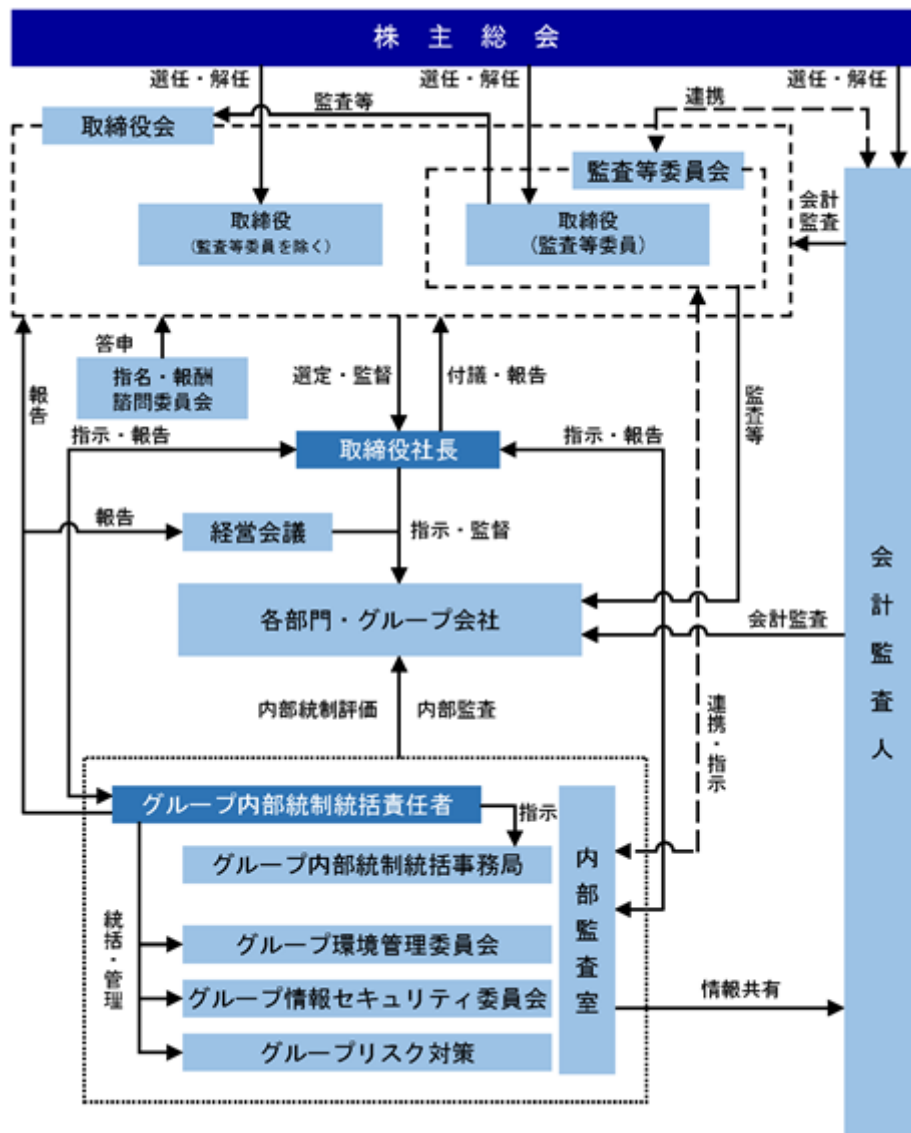 株主総会
選任・解任
選任・解任
選任・解任
監査等
連携
取締役会
監査等委員会
取締役
(監査等委員を除く)
取締役
(監査等委員)
会計
監査
答申
指名・報酬
諮問委員会
報告
選定・監督
付議・報告
監査等
指示・報告
取締役社長
指示・報告
報告
経営会議
指示・監督
各部門・グループ会社
会計監査
会計監査人
内部統制評価
内部監査
連携・指示
グループ内部統制統括責任者
指示
グループ内部統制統括事務局
内部監査室
統括・管理
グループ環境管理委員会
グループ情報セキュリティ委員会
グループリスク対策
情報共有